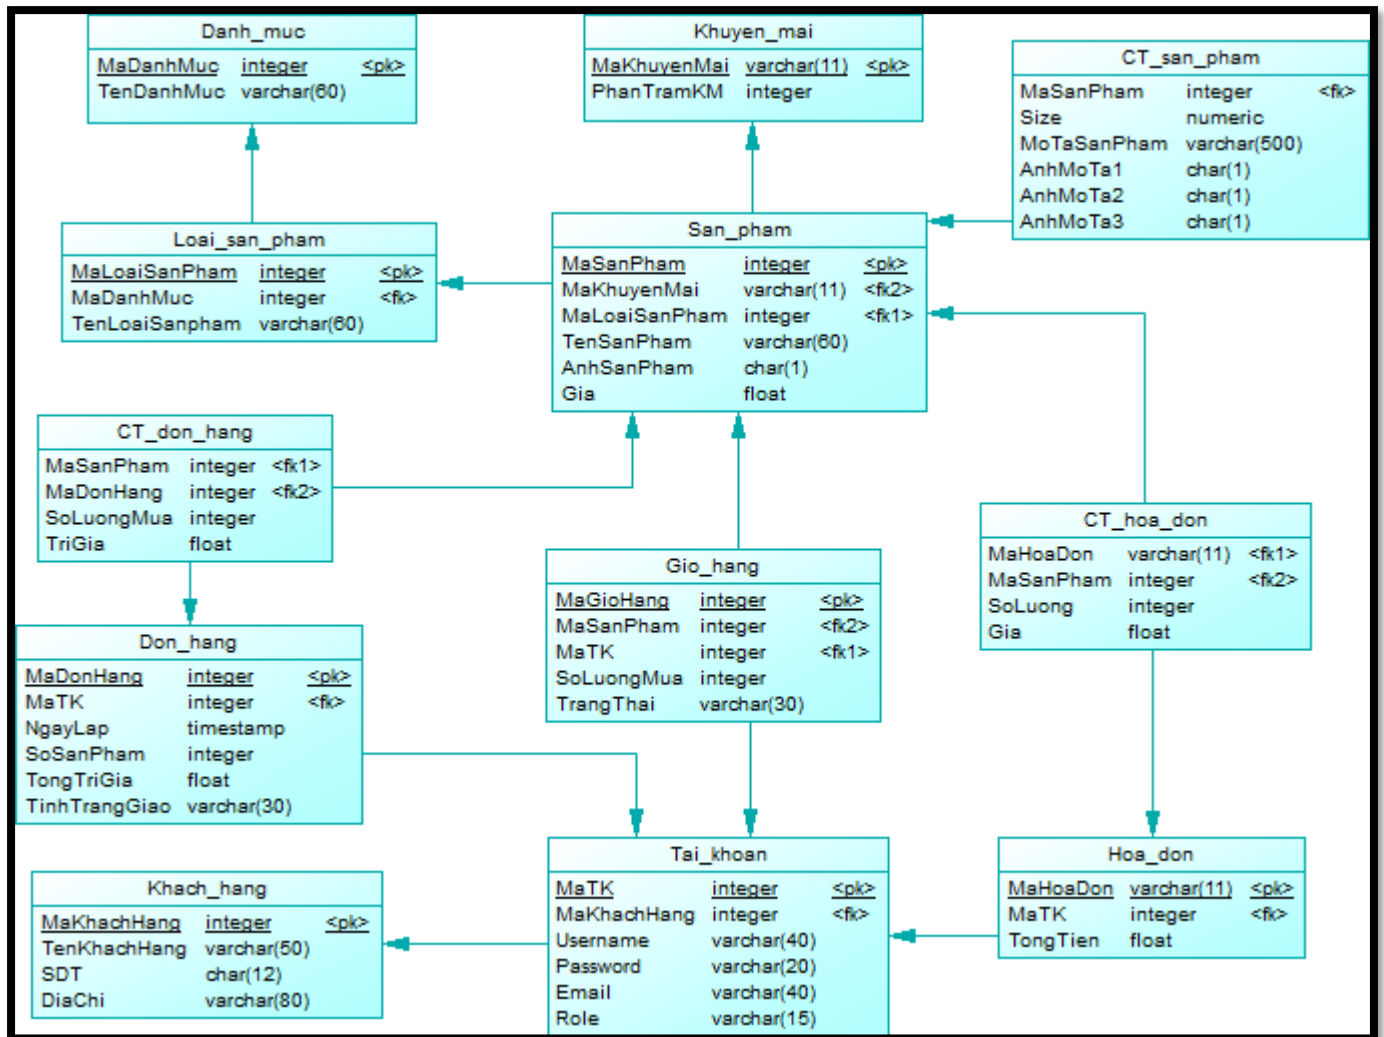 Danh_muc
MaDanhMuc integer <pk>
TenDanhMuc varchar(60)
Khuyen_mai
MaKhuyenMai varchar(11) <pk>
PhanTramKM integer
CT_san_pham
MaSanPham integer <fk>
Size numeric
MoTaSanPham varchar(500)
AnhMoTa1 char(1)
AnhMoTa2 char(1)
AnhMoTa3 char(1)
Loai_san_pham
MaLoaiSanPham integer <pk>
MaDanhMuc integer <fk>
TenLoaiSanpham varchar(60)
San_pham
MaSanPham integer <pk>
MaKhuyenMai varchar(11) <fk2>
MaLoaiSanPham integer <fk1>
TenSanPham varchar(60)
AnhSanPham char(1)
Gia float
CT_don_hang
MaSanPham integer <fk1>
MaDonHang integer <fk2>
SoLuongMua integer
TriGia float
Gio_hang
MaGioHang integer <pk>
MaSanPham integer <fk2>
MaTK integer <fk1>
SoLuongMua integer
TrangThai varchar(30)
CT_hoa_don
MaHoaDon varchar(11) <fk1>
MaSanPham integer <fk2>
SoLuong integer
Gia float
Don_hang
MaDonHang integer <pk>
MaTK integer <fk>
NgayLap timestamp
SoSanPham integer
TongTriGia float
TinhTrangGiao varchar(30)
Khach_hang
MaKhachHang integer <pk>
TenKhachHang varchar(50)
SDT char(12)
DiaChi varchar(80)
Tai_khoan
MaTK integer <pk>
MaKhachHang integer <fk>
Username varchar(40)
Password varchar(20)
Email varchar(40)
Role varchar(15)
Hoa_don
MaHoaDon varchar(11) <pk>
MaTK integer <fk>
TongTien float